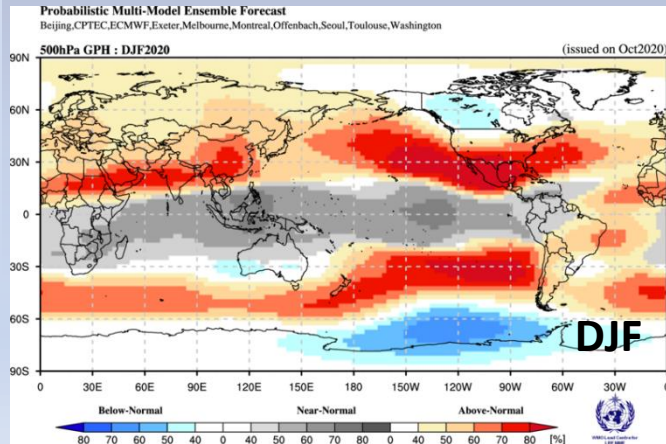 Probabilistic Multi-Model Ensemble Forecast
Beijing,CPTEC,ECMWF,Exeter,Melbourne,Montreal,Offenbach,Seoul,Toulouse,Washington
500hPa GPH : DJF2020 (issued on Oct2020)
90N
60N
30N
0
30S
60S
90S
DJF
0 30E 60E 90E 120E 150E 180 150W 120W 90W 60W 30W 0
Below-Normal Near-Normal Above-Normal
80 70 60 50 40 0 40 50 60 70 80 0 40 50 60 70 80 [%]